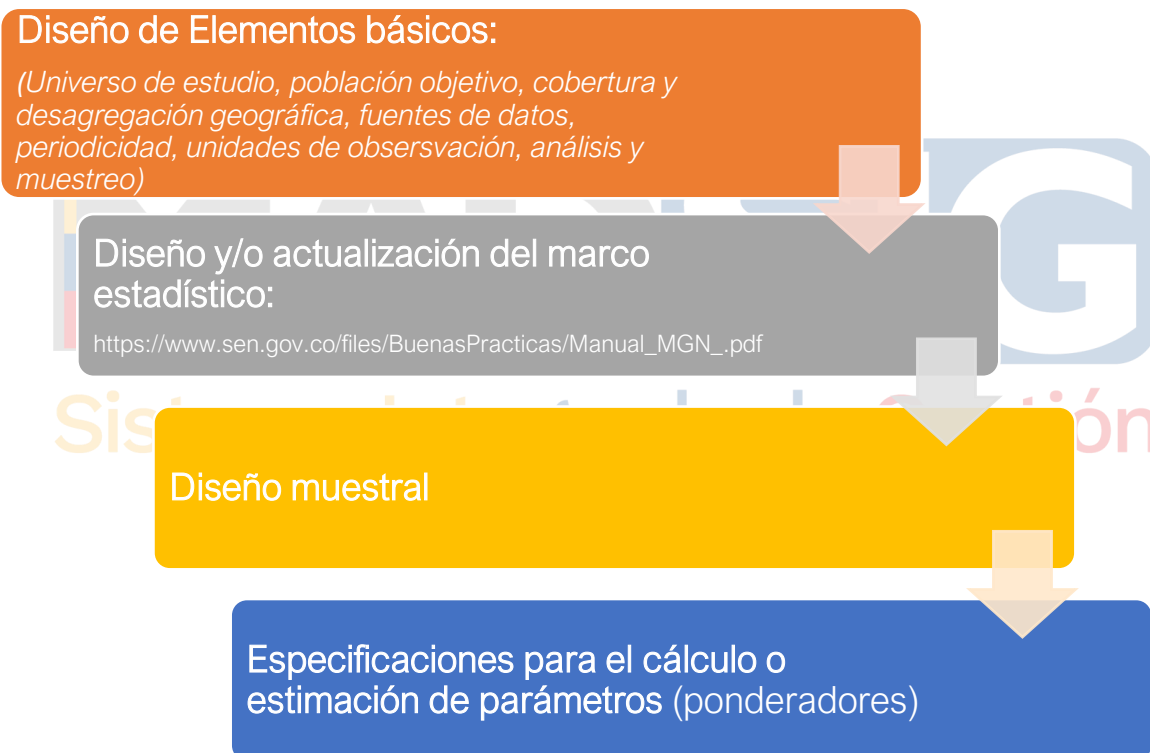 Diseño de Elementos básicos:
(Universo de estudio, población objetivo, cobertura y
desagregación geográfica, fuentes de datos,
periodicidad, unidades de obsersvación, análisis y
muestreo)
Diseño y/o actualización del marco
estadístico:
https://www.sen.gov.co/files/BuenasPracticas/Manual_MGN_.pdf
Diseño muestral
Especificaciones para el cálculo o
estimación de parámetros (ponderadores)